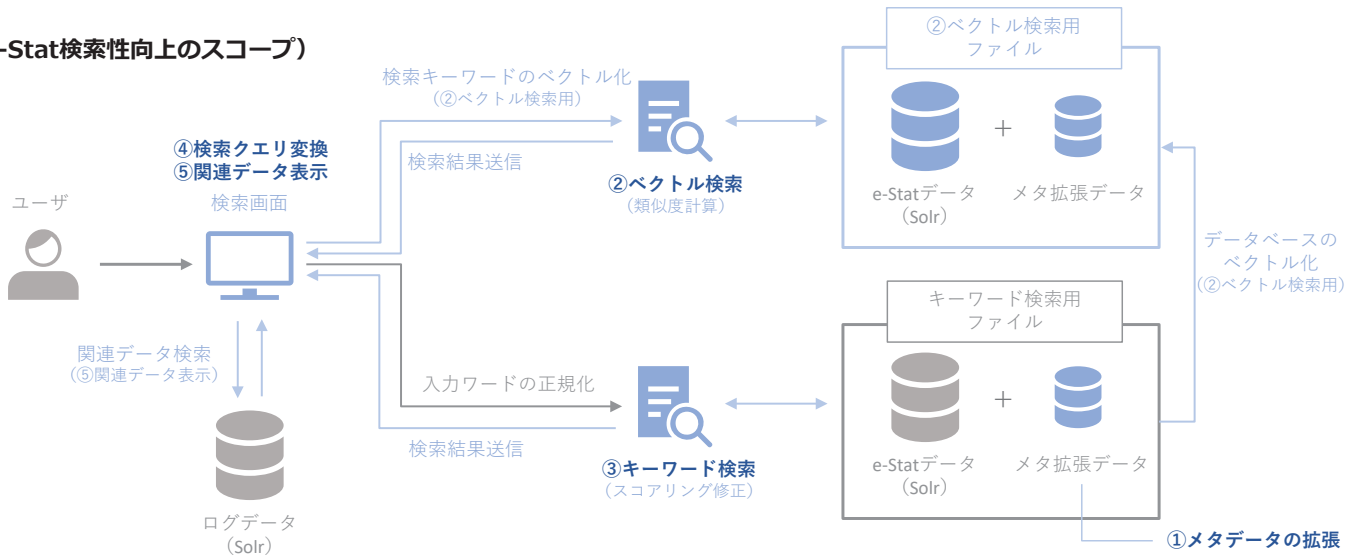 -Stat検索性向上のスコープ）
④検索クエリ変換
⑤関連データ表示
検索画面
ユーザ
関連データ検索
（⑤関連データ表示）
ログデータ
（Solr）
検索キーワードのベクトル化
（②ベクトル検索用）
検索結果送信
②ベクトル検索
（類似度計算）
入力ワードの正規化
検索結果送信
③キーワード検索
（スコアリング修正）
②ベクトル検索用
ファイル
＋
e-Statデータ
（Solr）
メタ拡張データ
データベースの
ベクトル化
（②ベクトル検索用）
キーワード検索用
ファイル
＋
e-Statデータ
（Solr）
メタ拡張データ
①メタデータの拡張